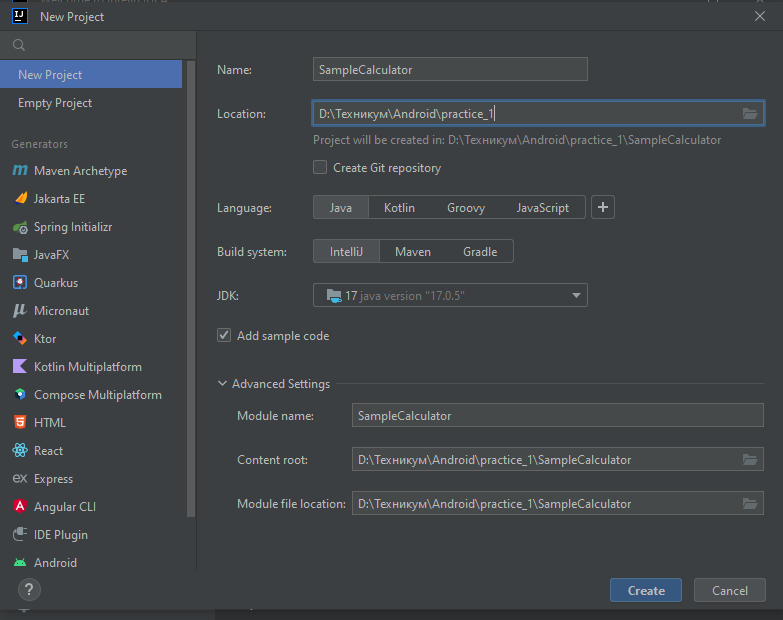 New Project
New Project
Empty Project
Generators
Maven Archetype
Jakarta EE
Spring Initializr
JavaFX
Quarkus
Micronaut
Ktor
Kotlin Multiplatform
Compose Multiplatform
HTML
React
ex Express
Angular CLI
IDE Plugin
Android
Name: SampleCalculator
Location: D:\Техникум\Android\practice_1
Project will be created in: D:\Техникум\Android\practice_1\SampleCalculator
Create Git repository
Language: Java Kotlin Groovy JavaScript +
Build system: IntelliJ Maven Gradle
JDK: 17 java version "17.0.5"
Add sample code
Advanced Settings
Module name: SampleCalculator
Content root: D:\Техникум\Android\practice_1\SampleCalculator
Module file location: D:\Техникум\Android\practice_1\SampleCalculator
? Create Cancel